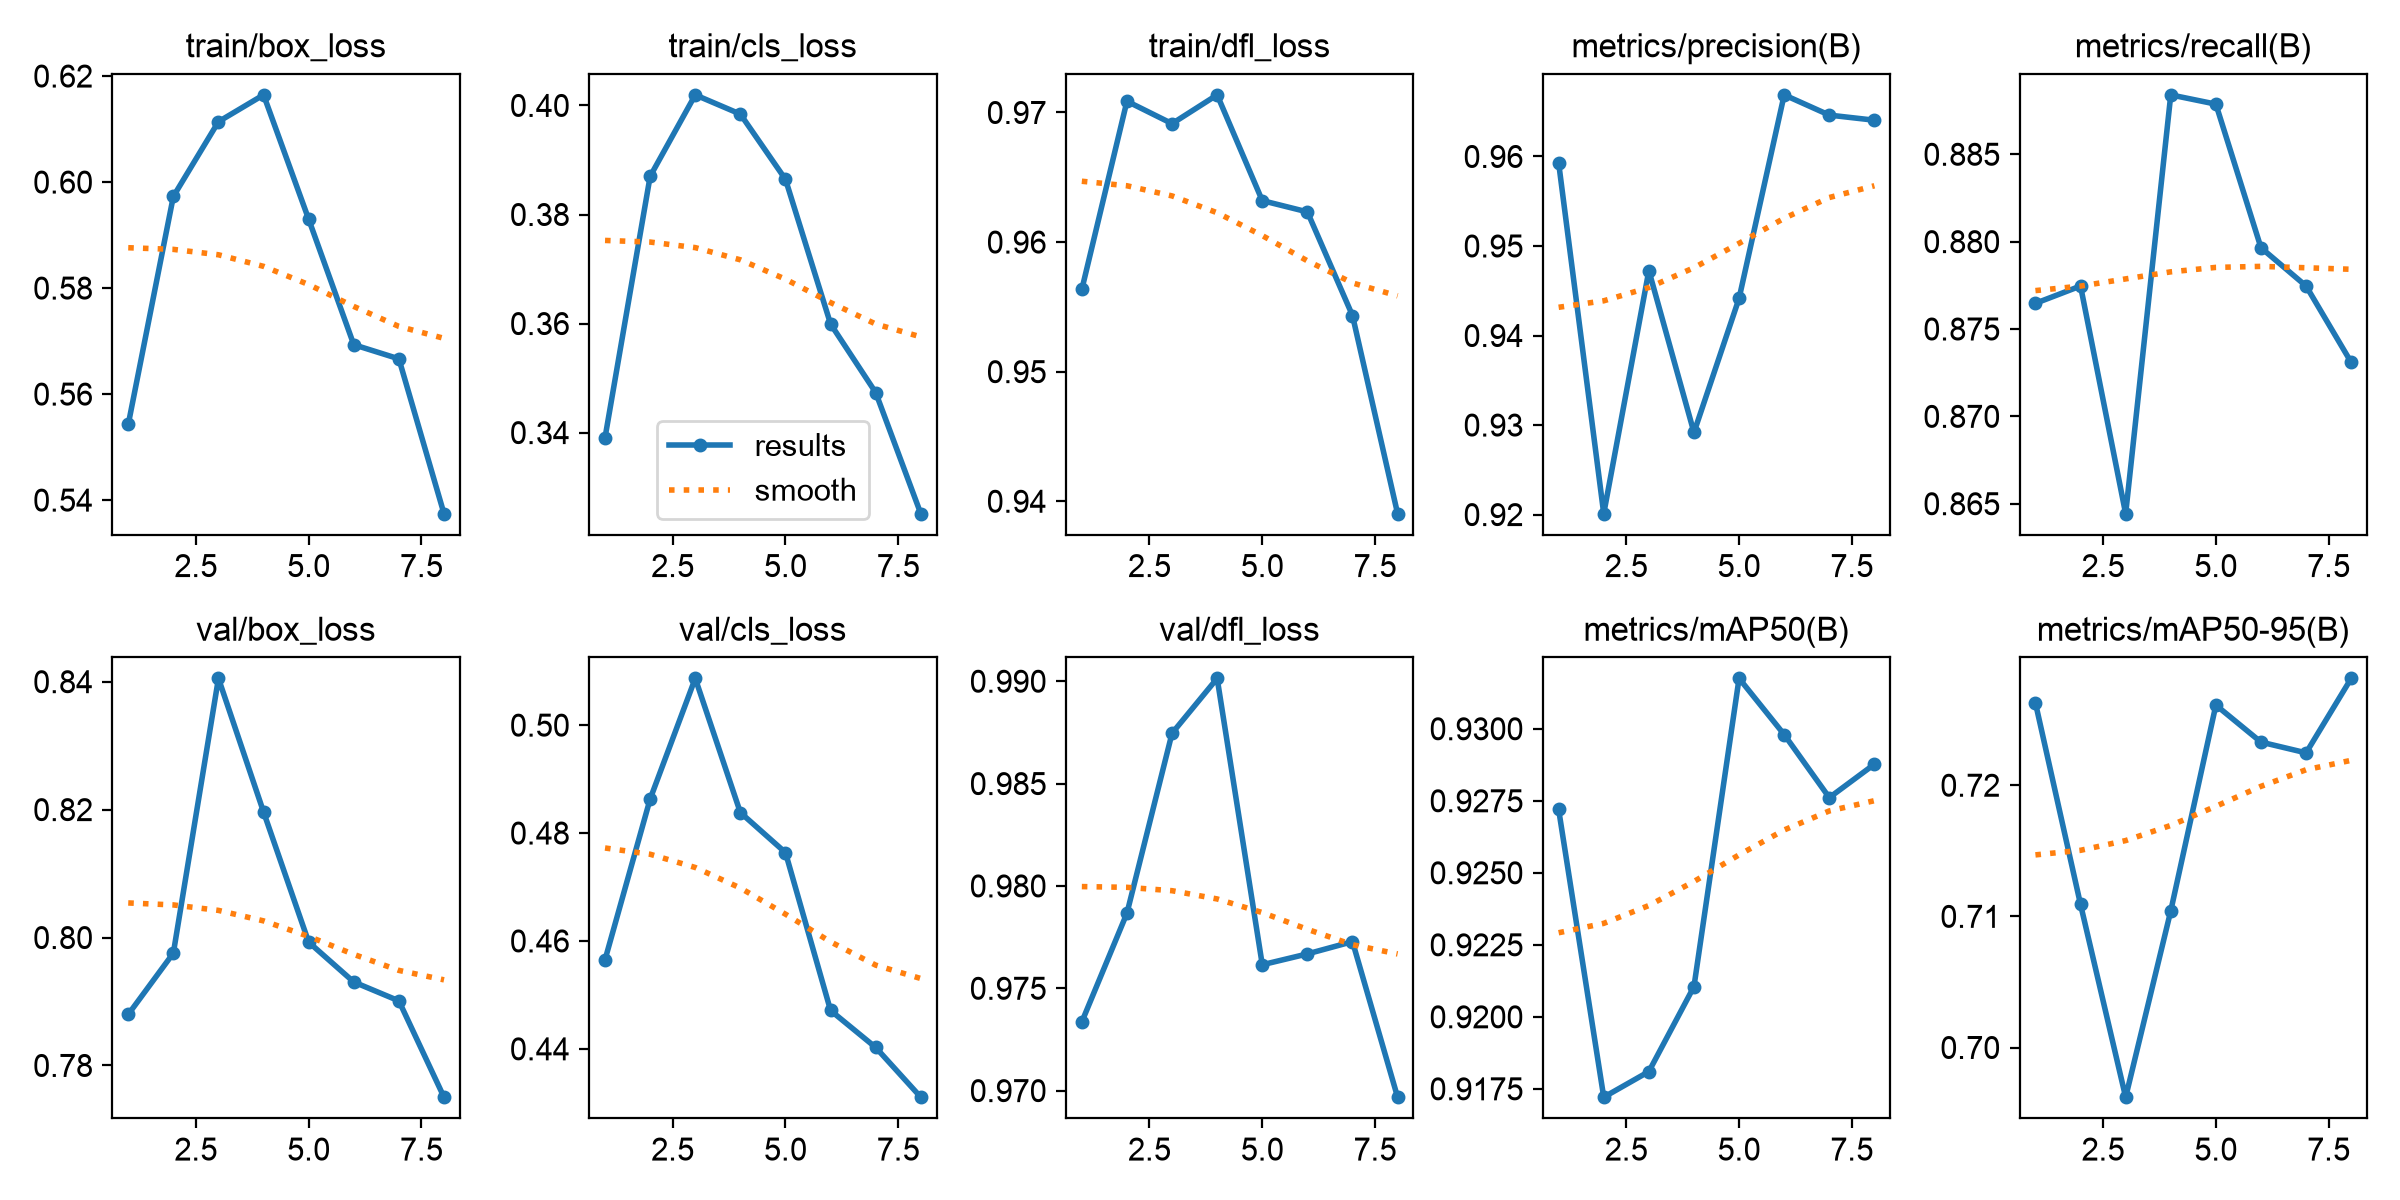 train/box_loss
train/cls_loss
train/dfl_loss
metrics/precision(B)
metrics/recall(B)
0.62
0.60
0.58
0.56
0.54
2.5 5.0 7.5
0.40
0.38
0.36
0.34
results
smooth
2.5 5.0 7.5
0.97
0.96
0.95
0.94
2.5 5.0 7.5
0.96
0.95
0.94
0.93
0.92
2.5 5.0 7.5
0.885
0.880
0.875
0.870
0.865
2.5 5.0 7.5
val/box_loss
val/cls_loss
val/dfl_loss
metrics/mAP50(B)
metrics/mAP50-95(B)
0.84
0.82
0.80
0.78
2.5 5.0 7.5
0.50
0.48
0.46
0.44
2.5 5.0 7.5
0.990
0.985
0.980
0.975
0.970
2.5 5.0 7.5
0.9300
0.9275
0.9250
0.9225
0.9200
0.9175
2.5 5.0 7.5
0.72
0.71
0.70
2.5 5.0 7.5